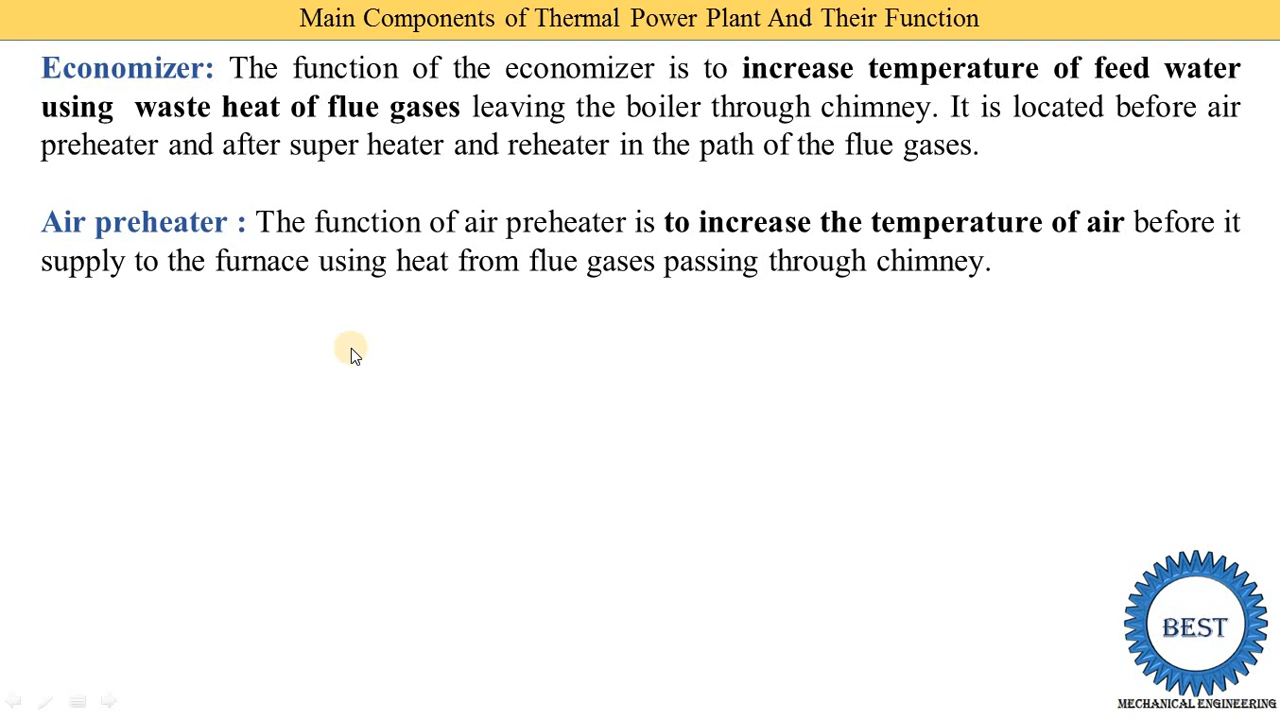 Main Components of Thermal Power Plant And Their Function
Economizer: The function of the economizer is to increase temperature of feed water
using waste heat of flue gases leaving the boiler through chimney. It is located before air
preheater and after super heater and reheater in the path of the flue gases.
Air preheater : The function of air preheater is to increase the temperature of air before it
supply to the furnace using heat from flue gases passing through chimney.
BEST
MECHANICAL ENGINEERING